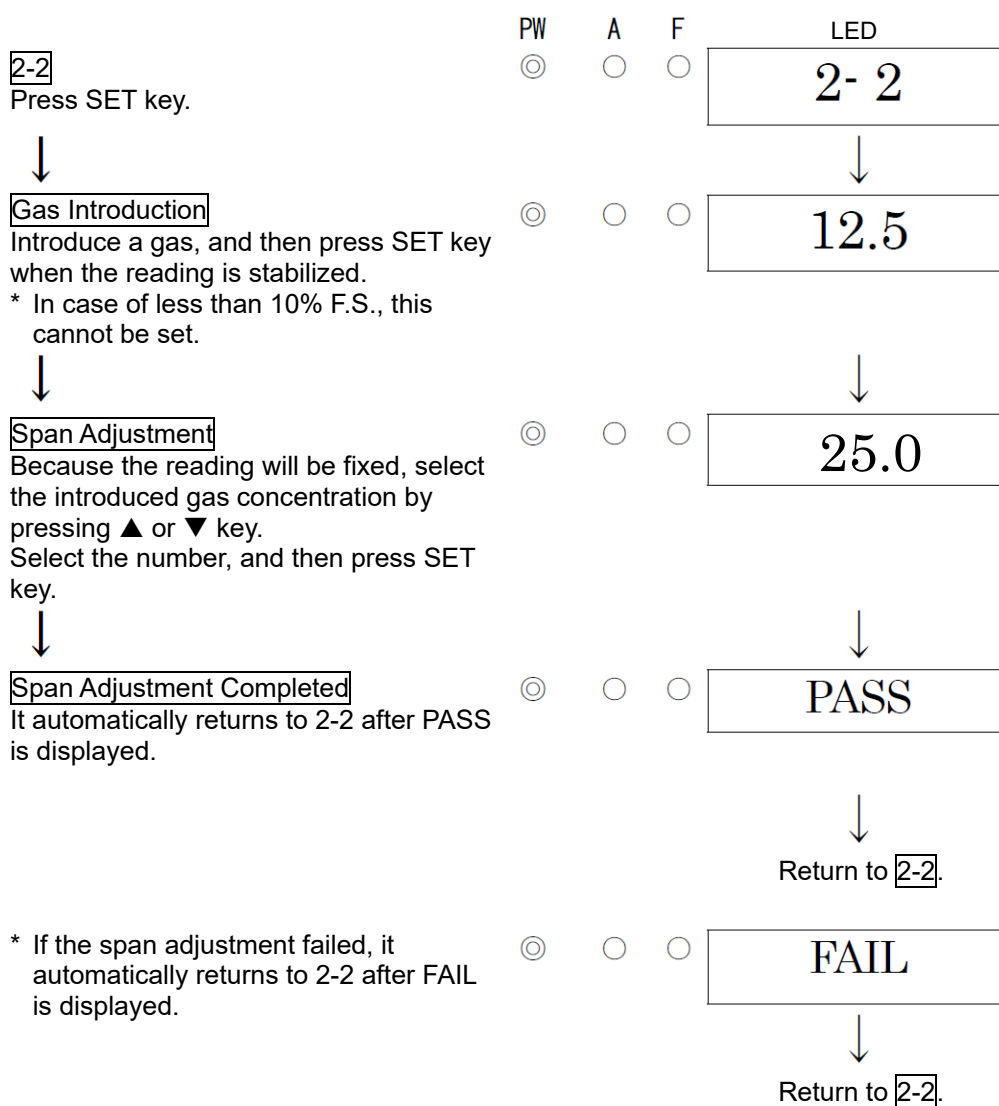 PW A F LED
2-2
Press SET key.
2- 2
Gas Introduction
Introduce a gas, and then press SET key
when the reading is stabilized.
* In case of less than 10% F.S., this
cannot be set.
12.5
Span Adjustment
Because the reading will be fixed, select
the introduced gas concentration by
pressing ▲ or ▼ key.
Select the number, and then press SET
key.
25.0
Span Adjustment Completed
It automatically returns to 2-2 after PASS
is displayed.
PASS
Return to 2-2.
* If the span adjustment failed, it
automatically returns to 2-2 after FAIL
is displayed.
FAIL
Return to 2-2.